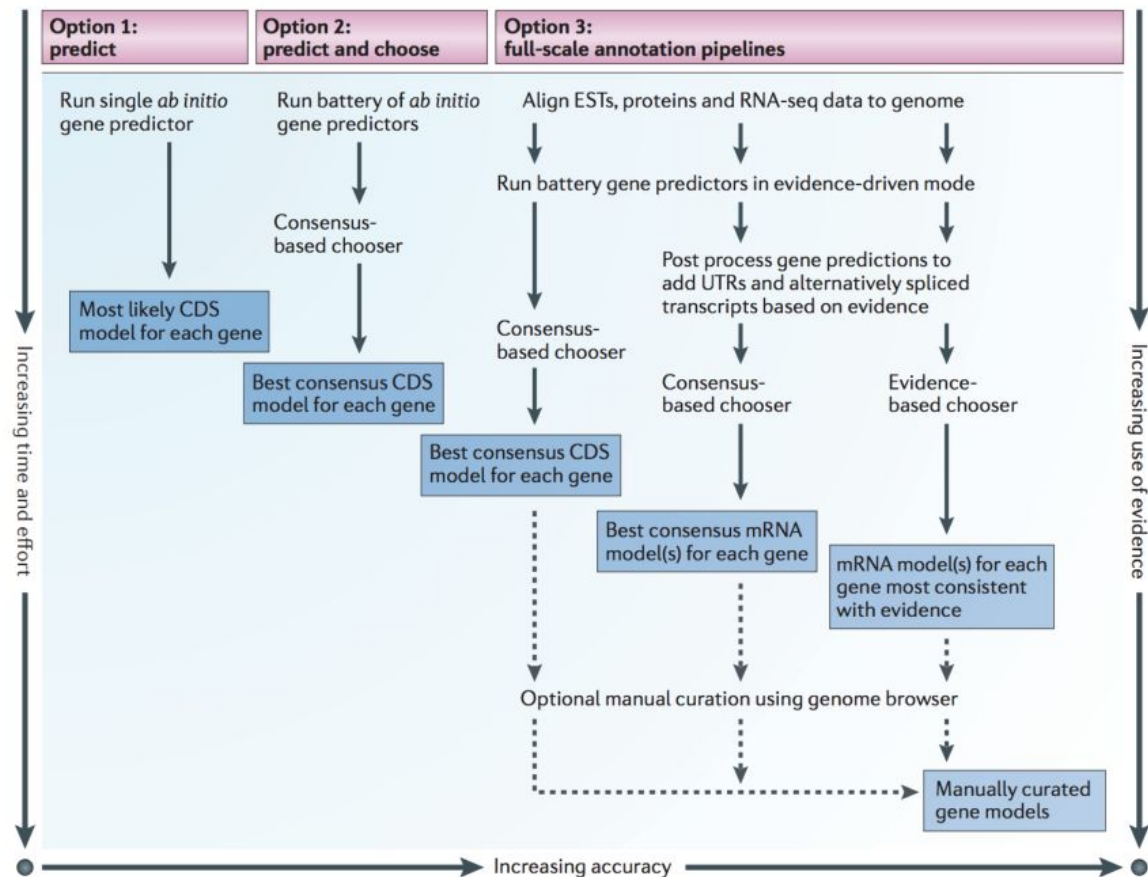 Option 1:
predict
Option 2:
predict and choose
Option 3:
full-scale annotation pipelines
Run single ab initio
gene predictor
Run battery of ab initio
gene predictors
Align ESTs, proteins and RNA-seq data to genome
Run battery gene predictors in evidence-driven mode
Consensus-
based chooser
Post process gene predictions to
add UTRs and alternatively spliced
transcripts based on evidence
Most likely CDS
model for each gene
Consensus-
based chooser
Best consensus CDS
model for each gene
Consensus-
based chooser
Evidence-
based chooser
Best consensus CDS
model for each gene
Best consensus mRNA
model(s) for each gene
mRNA model(s) for each
gene most consistent
with evidence
Optional manual curation using genome browser
Manually curated
gene models
Increasing time and effort
Increasing use of evidence
Increasing accuracy